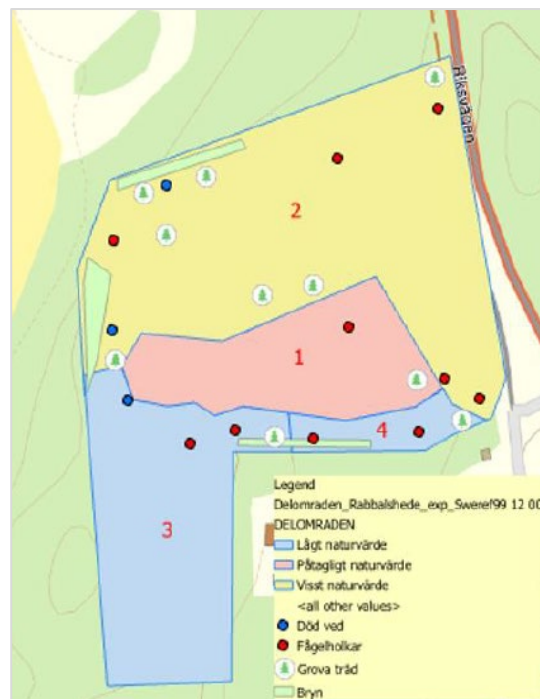 Riksvägen
2
1
4
3
Legend
Delomraden_Rabbalshede_exp_Sweref99 12 00
DELOMRADEN
Lågt naturvärde
Påtagligt naturvärde
Visst naturvärde
<all other values>
Död ved
Fågelholkar
Grova träd
Bryn